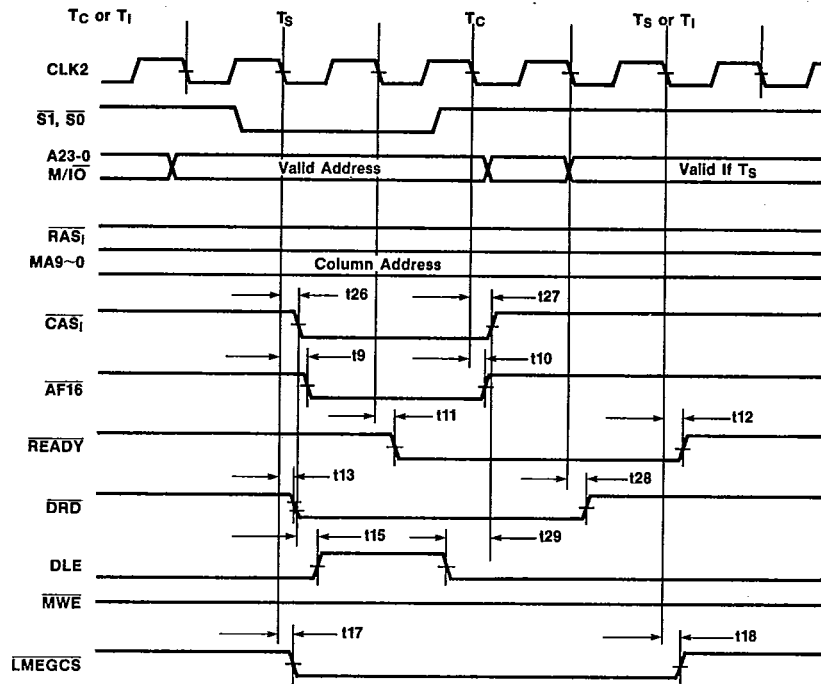 TC or TI TS TC TS or TI
CLK2
S1, S0
A23-0
M/IO
Valid Address Valid If TS
RASI
MA9~0
Column Address
t26 t27
CASI
t9 t10
AF16
t11 t12
READY
t13 t28
DRD
t15 t29
DLE
MWE
t17 t18
LMEGCS